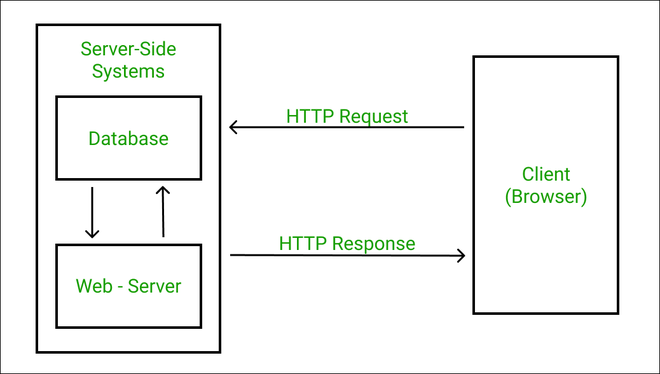 Server-Side
Systems
Database
Web - Server
HTTP Request
HTTP Response
Client
(Browser)